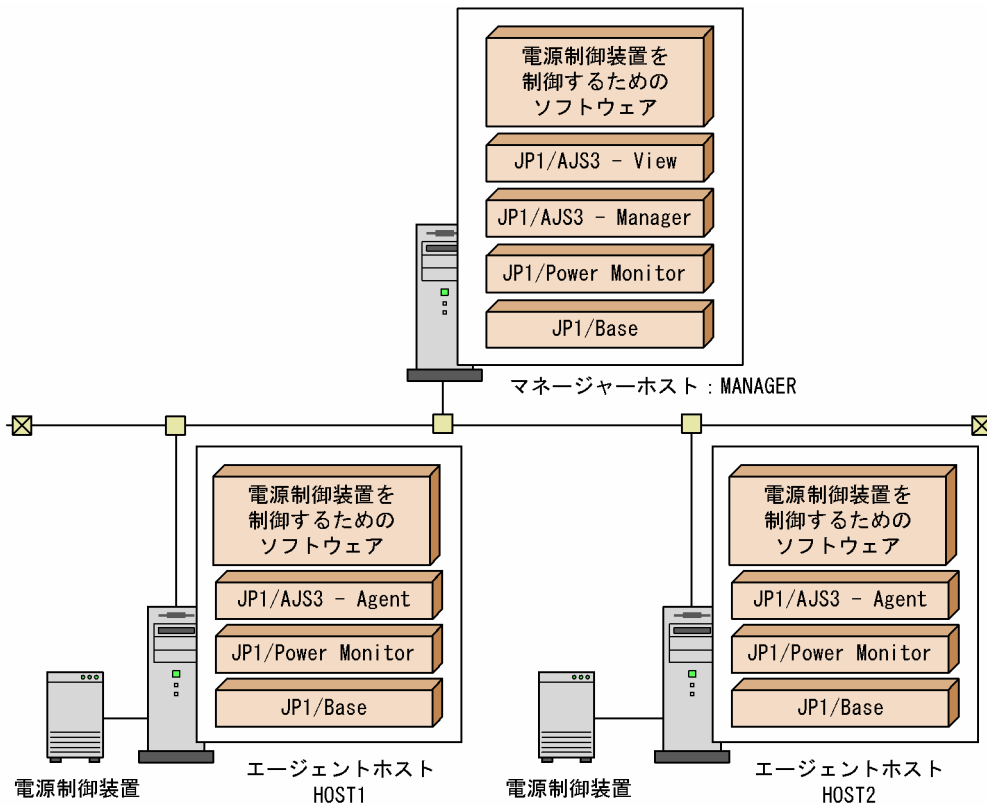 電源制御装置を
制御するための
ソフトウェア
JP1/AJS3 - View
JP1/AJS3 - Manager
JP1/Power Monitor
JP1/Base
マネージャーホスト：MANAGER
電源制御装置を
制御するための
ソフトウェア
JP1/AJS3 - Agent
JP1/Power Monitor
JP1/Base
電源制御装置
エージェントホスト
HOST1
電源制御装置を
制御するための
ソフトウェア
JP1/AJS3 - Agent
JP1/Power Monitor
JP1/Base
電源制御装置
エージェントホスト
HOST2